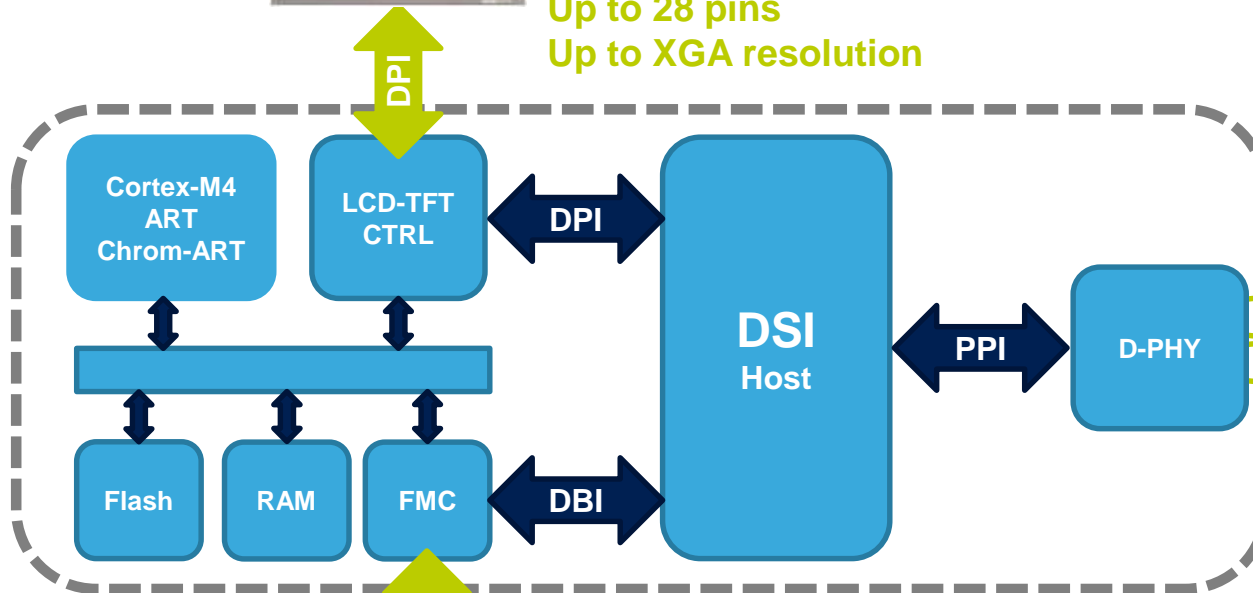 Up to 28 pins
Up to XGA resolution
DPI
Cortex-M4
ART
Chrom-ART
LCD-TFT
CTRL
DPI
DSI
Host
PPI
D-PHY
Flash
RAM
FMC
DBI